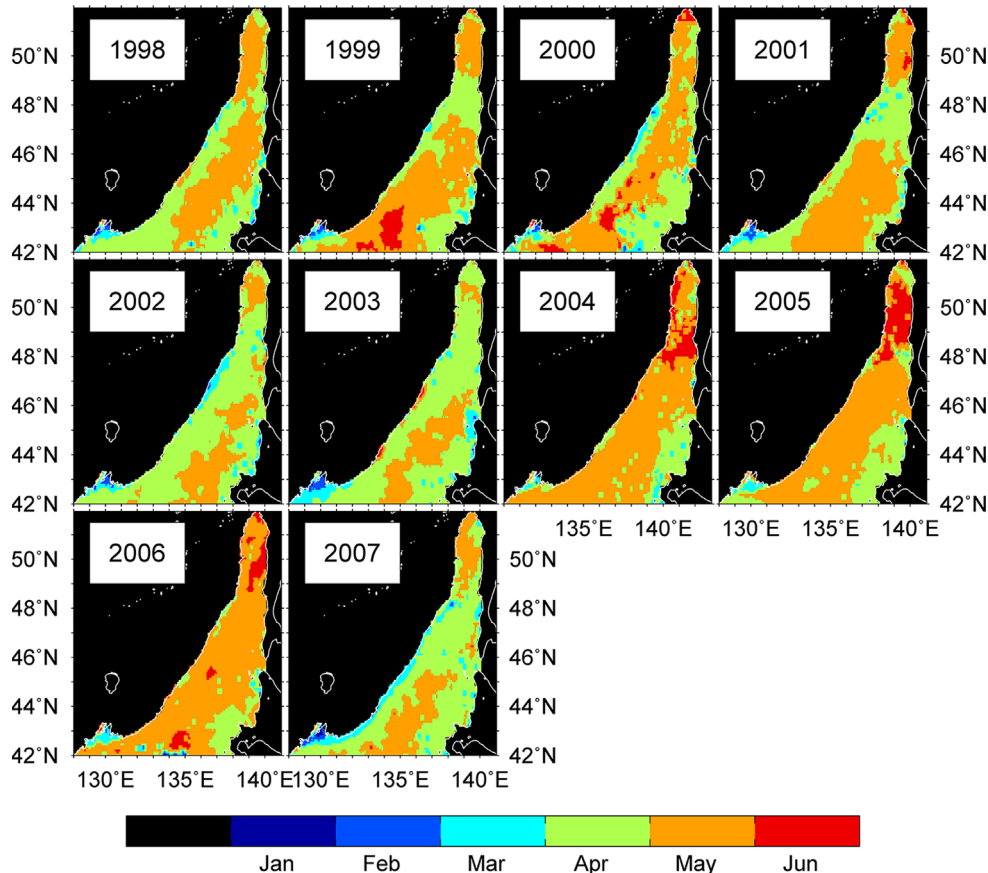 1998
1999
2000
2001
50˚N
48˚N
46˚N
44˚N
42˚N
50˚N
48˚N
46˚N
44˚N
42˚N
2002
2003
2004
2005
50˚N
48˚N
46˚N
44˚N
42˚N
50˚N
48˚N
46˚N
44˚N
42˚N
135˚E 140˚E 130˚E 135˚E 140˚E
2006
2007
50˚N
48˚N
46˚N
44˚N
42˚N
50˚N
48˚N
46˚N
44˚N
42˚N
130˚E 135˚E 140˚E 130˚E 135˚E 140˚E
Jan Feb Mar Apr May Jun